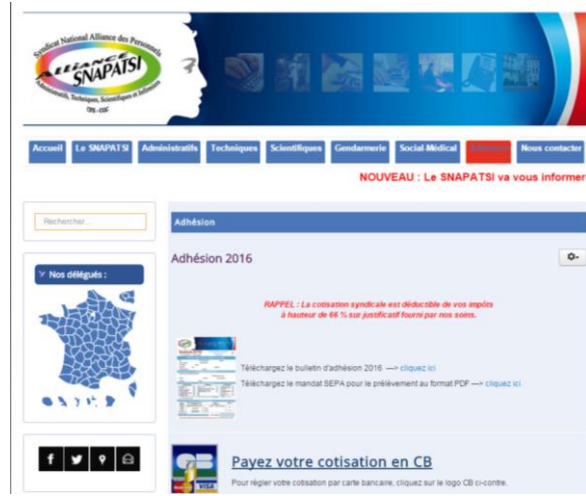 Syndicat National Alliance des Personnels
ALLIANCE
SNAPATSI
Administratifs, Techniques, Scientifiques et Infirmiers
CFE-CGC
Accueil
Le SNAPATSI
Administratifs
Techniques
Scientifiques
Gendarmerie
Social-Médical
Nous contacter
NOUVEAU : Le SNAPATSI va vous informer
Rechercher...
Nos délégués :
Adhésion
Adhésion 2016
RAPPEL : La cotisation syndicale est déductible de vos impôts
à hauteur de 66 % sur justificatif fourni par nos soins.
Téléchargez le bulletin d'adhésion 2016 ---> cliquez ici
Téléchargez le mandat SEPA pour le prélèvement au format PDF ---> cliquez ici
CB
VISA
Payez votre cotisation en CB
Pour régler votre cotisation par carte bancaire, cliquez sur le logo CB ci-contre.